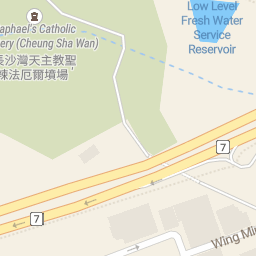 Low Level
Fresh Water
Service
Reservoir
aphael's Catholic
ery (Cheung Sha Wan)
長沙灣天主教聖
辣法厄爾墳場
7
7
Wing Mi